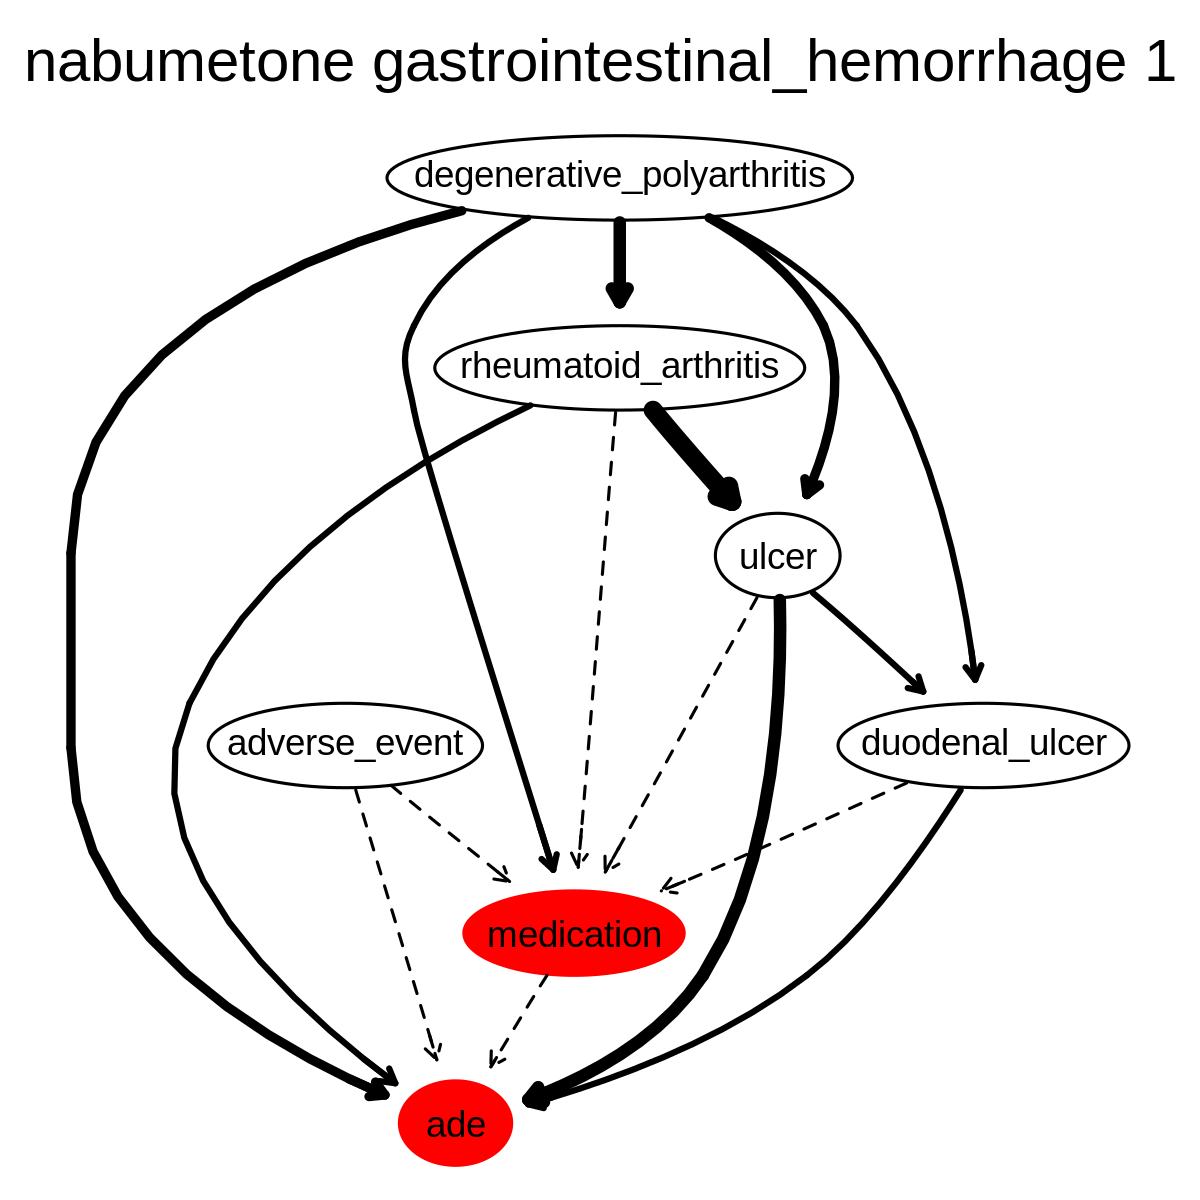 nabumetone gastrointestinal_hemorrhage 1
degenerative_polyarthritis
rheumatoid_arthritis
ulcer
adverse_event
duodenal_ulcer
medication
ade